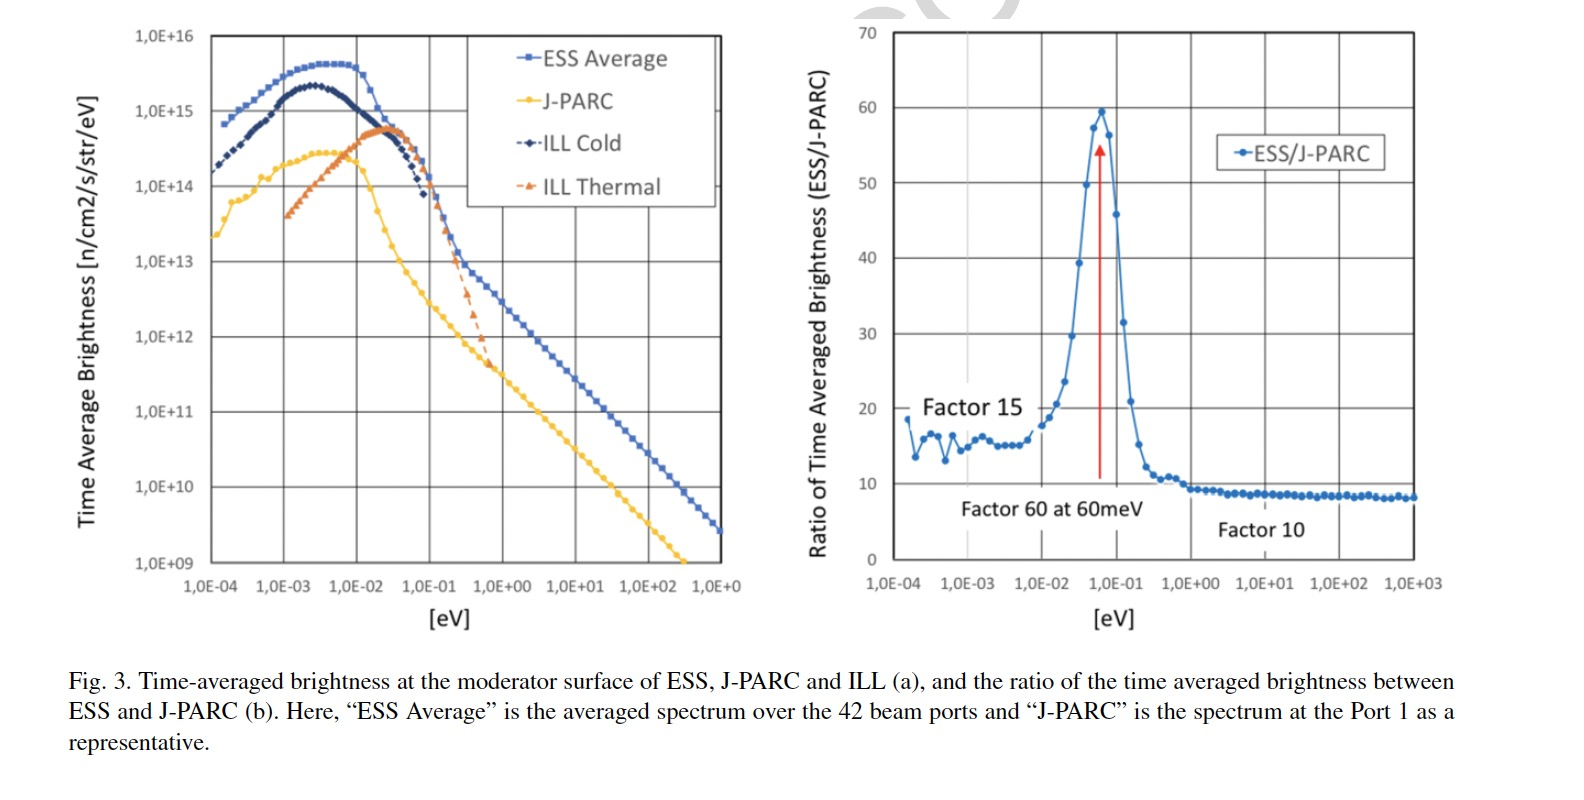 1,0E+16
1,0E+15
1,0E+14
1,0E+13
1,0E+12
1,0E+11
1,0E+10
1,0E+09
Time Average Brightness [n/cm2/s/str/eV]
ESS Average
J-PARC
ILL Cold
ILL Thermal
1,0E-04 1,0E-03 1,0E-02 1,0E-01 1,0E+00 1,0E+01 1,0E+02 1,0E+0
[eV]
70
60
50
40
30
20
10
0
Ratio of Time Averaged Brightness (ESS/J-PARC)
ESS/J-PARC
Factor 15
Factor 60 at 60meV
Factor 10
1,0E-04 1,0E-03 1,0E-02 1,0E-01 1,0E+00 1,0E+01 1,0E+02 1,0E+03
[eV]
Fig. 3. Time-averaged brightness at the moderator surface of ESS, J-PARC and ILL (a), and the ratio of the time averaged brightness between
ESS and J-PARC (b). Here, “ESS Average” is the averaged spectrum over the 42 beam ports and “J-PARC” is the spectrum at the Port 1 as a
representative.